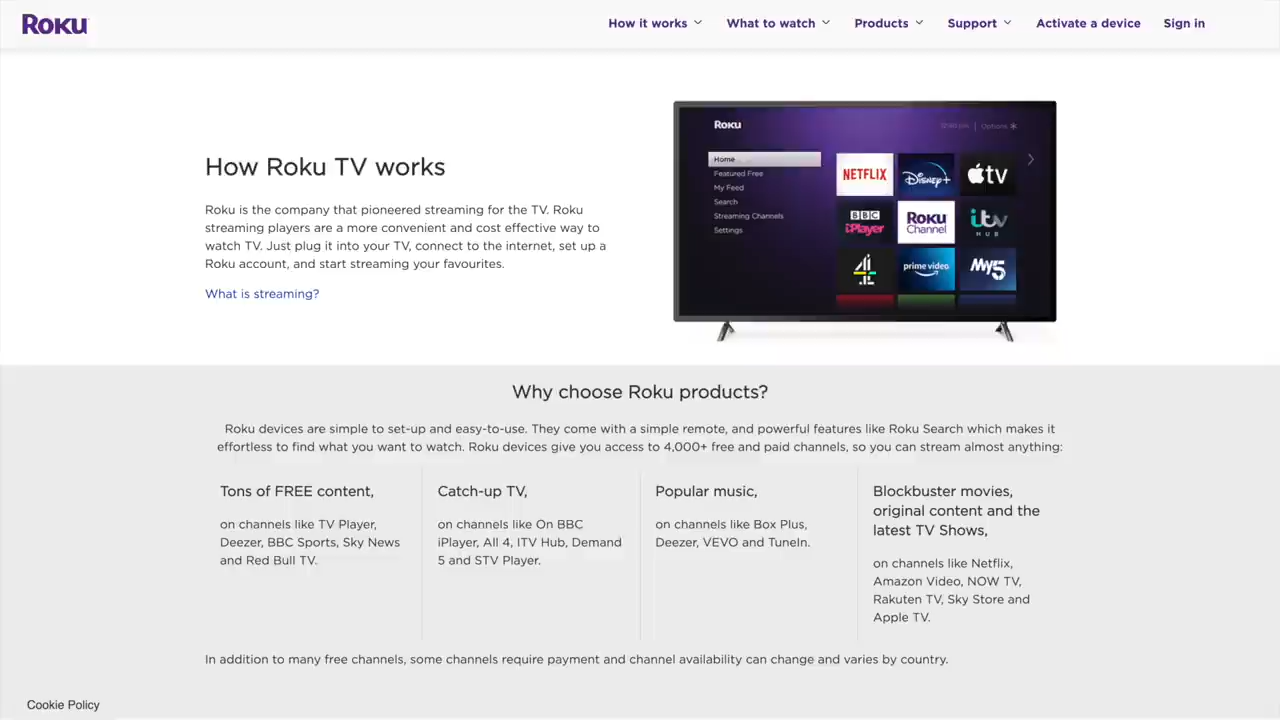 Roku
How it works
What to watch
Products
Support
Activate a device
Sign in
How Roku TV works
Roku is the company that pioneered streaming for the TV. Roku
streaming players are a more convenient and cost effective way to
watch TV. Just plug it into your TV, connect to the internet, set up a
Roku account, and start streaming your favourites.
What is streaming?
Roku
Options
Home
Featured Free
My Feed
Search
Streaming Channels
Settings
NETFLIX
Disney+
tv
BBC
iPlayer
Roku
Channel
itv
HUB
4
prime video
My5
Why choose Roku products?
Roku devices are simple to set-up and easy-to-use. They come with a simple remote, and powerful features like Roku Search which makes it
effortless to find what you want to watch. Roku devices give you access to 4,000+ free and paid channels, so you can stream almost anything:
Tons of FREE content,
on channels like TV Player,
Deezer, BBC Sports, Sky News
and Red Bull TV.
Catch-up TV,
on channels like On BBC
iPlayer, All 4, ITV Hub, Demand
5 and STV Player.
Popular music,
on channels like Box Plus,
Deezer, VEVO and TuneIn.
Blockbuster movies,
original content and the
latest TV Shows,
on channels like Netflix,
Amazon Video, NOW TV,
Rakuten TV, Sky Store and
Apple TV.
In addition to many free channels, some channels require payment and channel availability can change and varies by country.
Cookie Policy